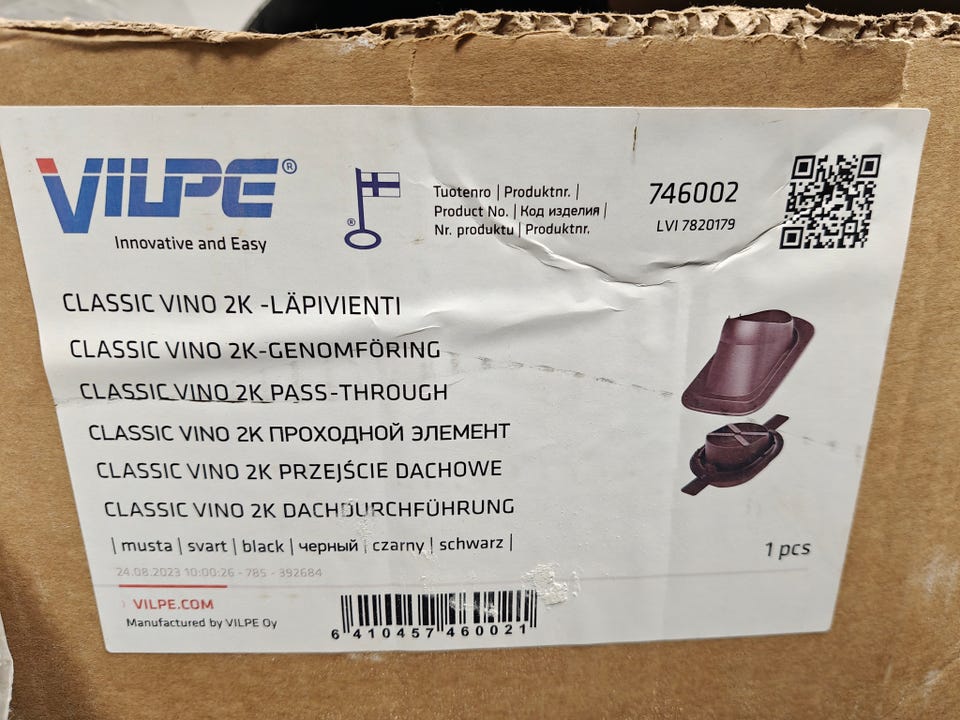 VILPE®
Innovative and Easy
®
Tuotenro | Produktnr. |
Product No. | Код изделия |
Nr. produktu | Produktnr.
746002
LVI 7820179
CLASSIC VINO 2K -LÄPIVIENTI
CLASSIC VINO 2K-GENOMFÖRING
CLASSIC VINO 2K PASS-THROUGH
CLASSIC VINO 2K ПРОХОДНОЙ ЭЛЕМЕНТ
CLASSIC VINO 2K PRZEJŚCIE DACHOWE
CLASSIC VINO 2K DACHDURCHFÜHRUNG
| musta | svart | black | черный | czarny | schwarz |
1 pcs
24.08.2023 10:00:26 - 785 - 392684
VILPE.COM
Manufactured by VILPE Oy
6 410457 460021